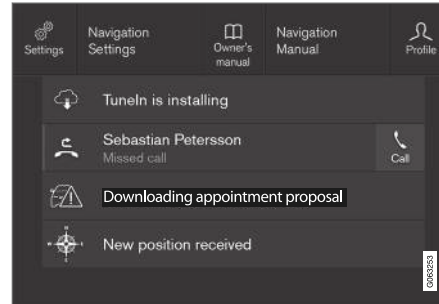 Settings
Navigation
Settings
Owner's
manual
Navigation
Manual
Profile
TuneIn is installing
Sebastian Petersson
Missed call
Call
Downloading appointment proposal
New position received
G063253